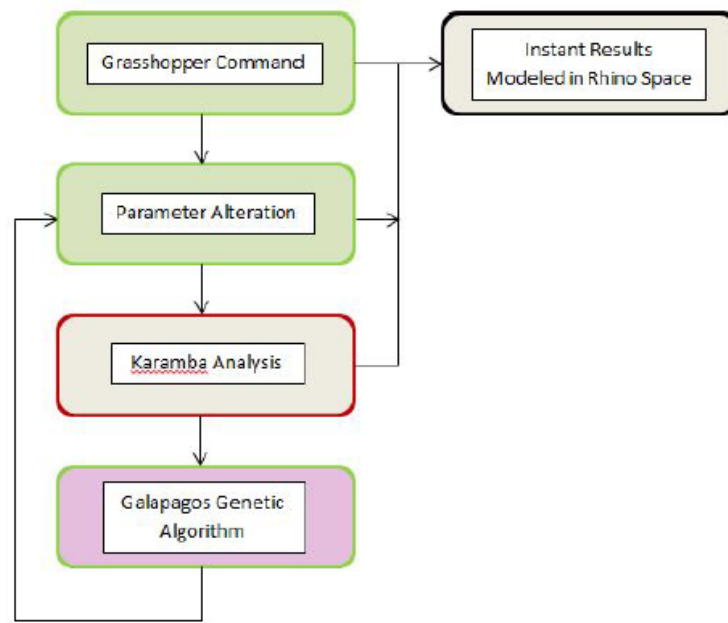 Grasshopper Command
Instant Results
Modeled in Rhino Space
Parameter Alteration
Karamba Analysis
Galapagos Genetic
Algorithm